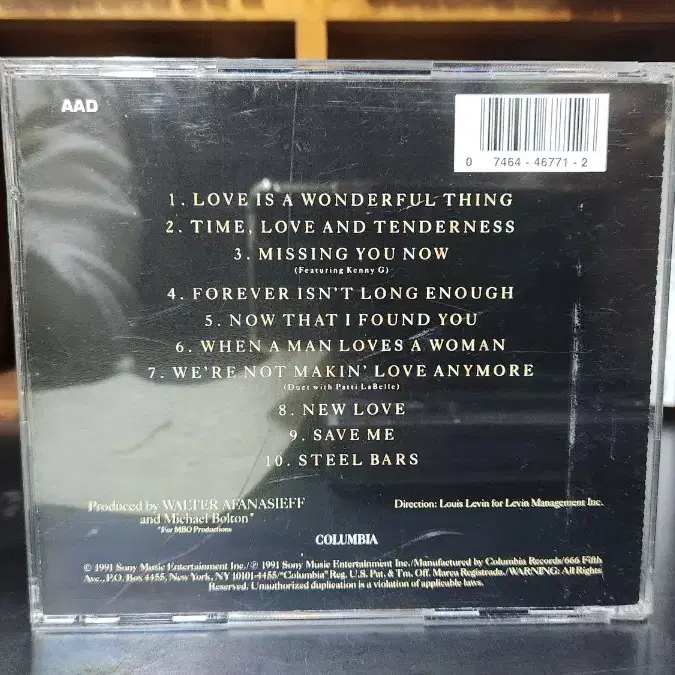 AAD
0 7464 - 46771 - 2
1. LOVE IS A WONDERFUL THING
2. TIME, LOVE AND TENDERNESS
3. MISSING YOU NOW
(Featuring Kenny G)
4. FOREVER ISN'T LONG ENOUGH
5. NOW THAT I FOUND YOU
6. WHEN A MAN LOVES A WOMAN
7. WE'RE NOT MAKIN' LOVE ANYMORE
(Duet with Patti LaBelle)
8. NEW LOVE
9. SAVE ME
10. STEEL BARS
Produced by WALTER AFANASIEFF
and Michael Bolton*
*For MBO Productions
Direction: Louis Levin for Levin Management Inc.
COLUMBIA
© 1991 Sony Music Entertainment Inc./℗ 1991 Sony Music Entertainment Inc./Manufactured by Columbia Records/666 Fifth
Ave., P.O. Box 4455, New York, NY 10101-4455/"Columbia" Reg. U.S. Pat. & Tm. Off. Marca Registrada./WARNING: All Rights
Reserved. Unauthorized duplication is a violation of applicable laws.